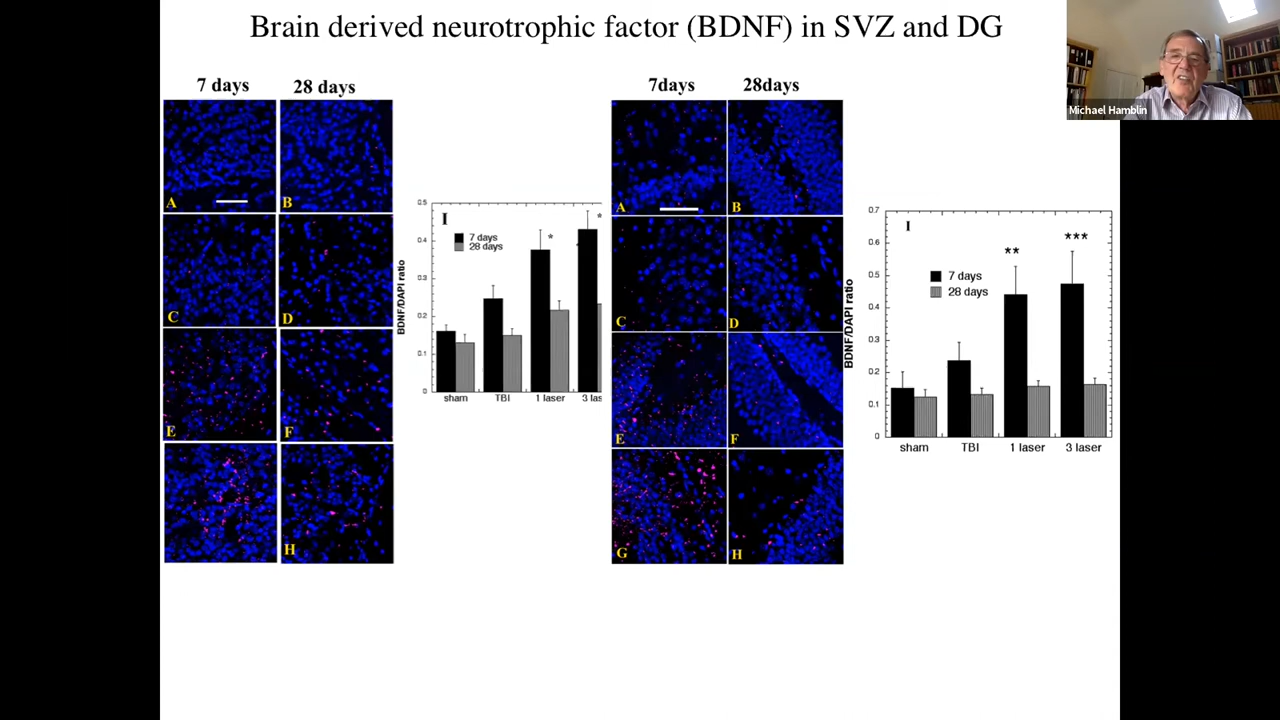 Brain derived neurotrophic factor (BDNF) in SVZ and DG
Michael Hamblin
7 days
28 days
A
B
C
D
E
F
H
BDNF/DAPI ratio
0.5
0.4
0.3
0.2
0.1
0
I
7 days
28 days
*
*
sham
TBI
1 laser
3 las
7days
28days
A
B
C
D
E
F
G
H
BDNF/DAPI ratio
0.7
0.6
0.5
0.4
0.3
0.2
0.1
0
I
7 days
28 days
**
***
sham
TBI
1 laser
3 laser